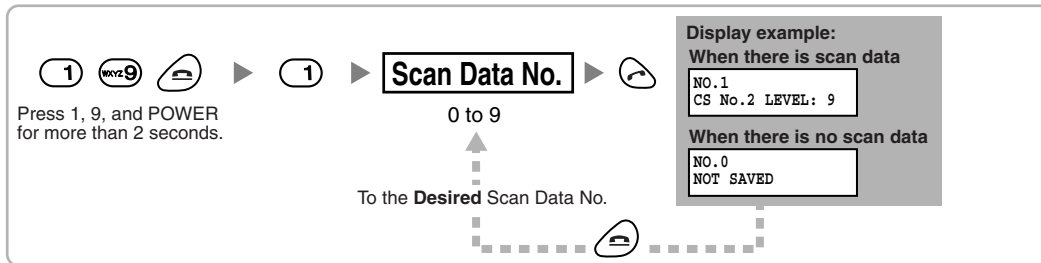 1
WXYZ9
Press 1, 9, and POWER
for more than 2 seconds.
1
Scan Data No.
0 to 9
To the Desired Scan Data No.
Display example:
When there is scan data
NO.1
CS No.2 LEVEL: 9
When there is no scan data
NO.0
NOT SAVED